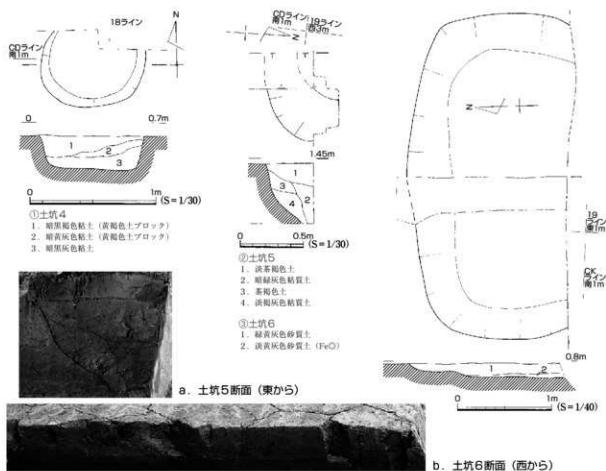 18ライン
N
CDライン
南1m
0
0.7m
1
2
3
0
1m
(S=1/30)
①土坑4
1. 暗黒褐色粘土(黄褐色土ブロック)
2. 暗黄灰色粘土(黄褐色土ブロック)
3. 暗黒灰色粘土
CDライン
南1m
19ライン
西3m
N
1.45m
1
2
3
4
0
0.5m
(S=1/30)
②土坑5
1. 淡茶褐色土
2. 暗緑灰色粘質土
3. 茶褐色土
4. 淡褐灰色粘質土
③土坑6
1. 緑黄灰色砂質土
2. 淡黄灰色砂質土(Fe◎)
N
19ライン
東1m
CKライン
南1m
0.8m
1
2
0
1m
(S=1/40)
a. 土坑5断面(東から)
b. 土坑6断面(西から)